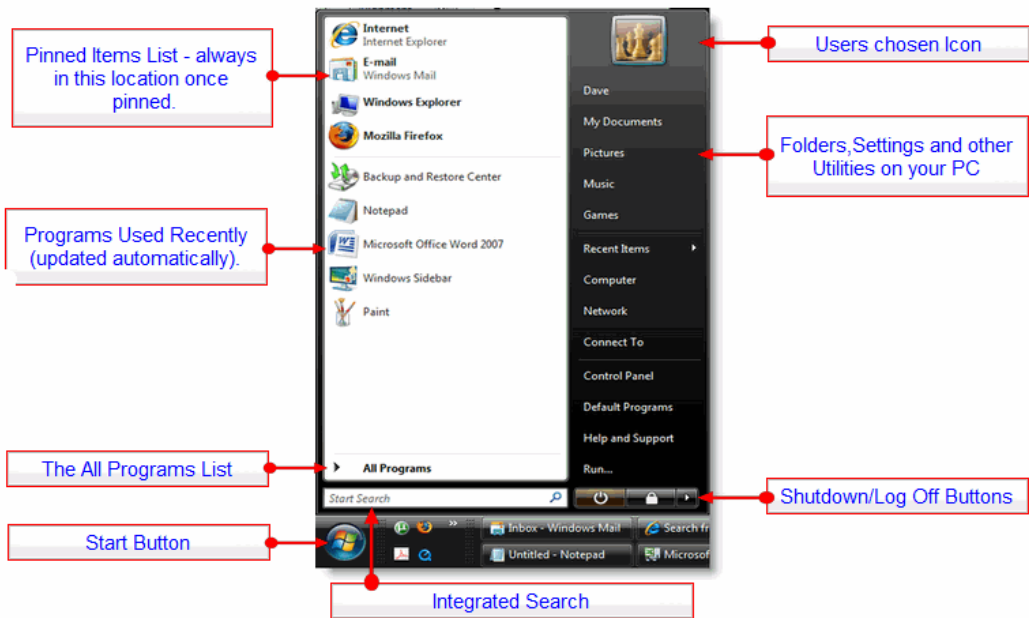 Pinned Items List - always
in this location once
pinned.
Programs Used Recently
(updated automatically).
The All Programs List
Start Button
Internet
Internet Explorer
E-mail
Windows Mail
Windows Explorer
Mozilla Firefox
Backup and Restore Center
Notepad
Microsoft Office Word 2007
Windows Sidebar
Paint
All Programs
Start Search
Dave
My Documents
Pictures
Music
Games
Recent Items
Computer
Network
Connect To
Control Panel
Default Programs
Help and Support
Run...
Inbox - Windows Mail
Search fr
Untitled - Notepad
Microsof
Users chosen Icon
Folders,Settings and other
Utilities on your PC
Shutdown/Log Off Buttons
Integrated Search